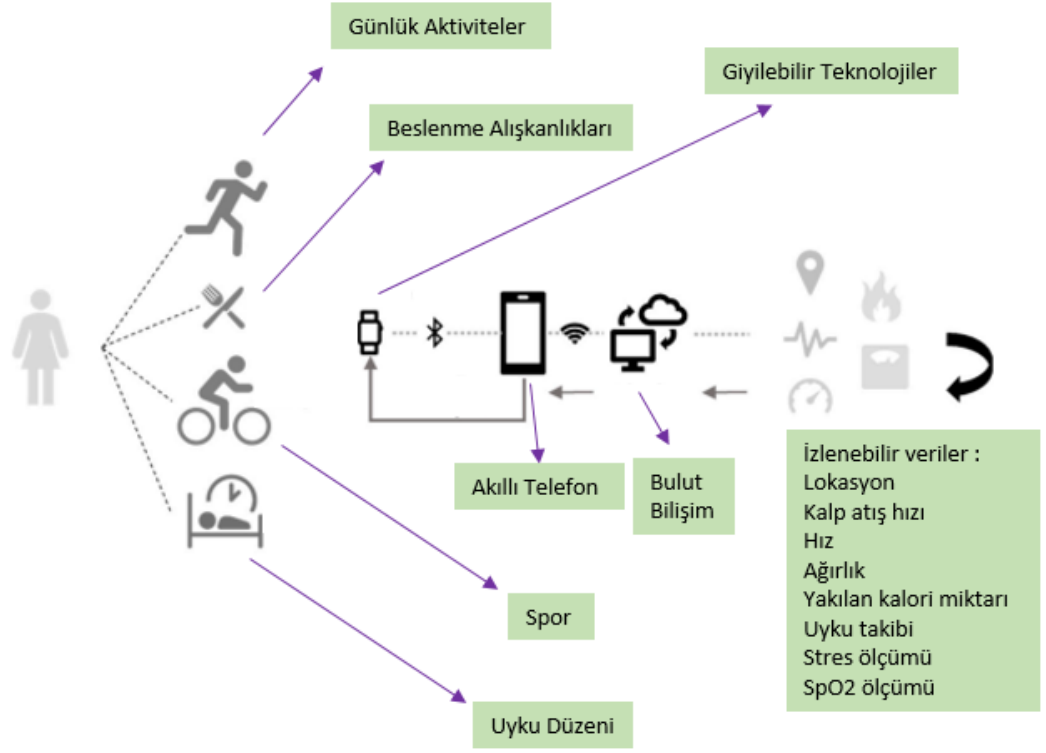 Günlük Aktiviteler
Giyilebilir Teknolojiler
Beslenme Alışkanlıkları
Akıllı Telefon
Bulut
Bilişim
İzlenebilir veriler :
Lokasyon
Kalp atış hızı
Hız
Ağırlık
Yakılan kalori miktarı
Uyku takibi
Stres ölçümü
SpO2 ölçümü
Spor
Uyku Düzeni